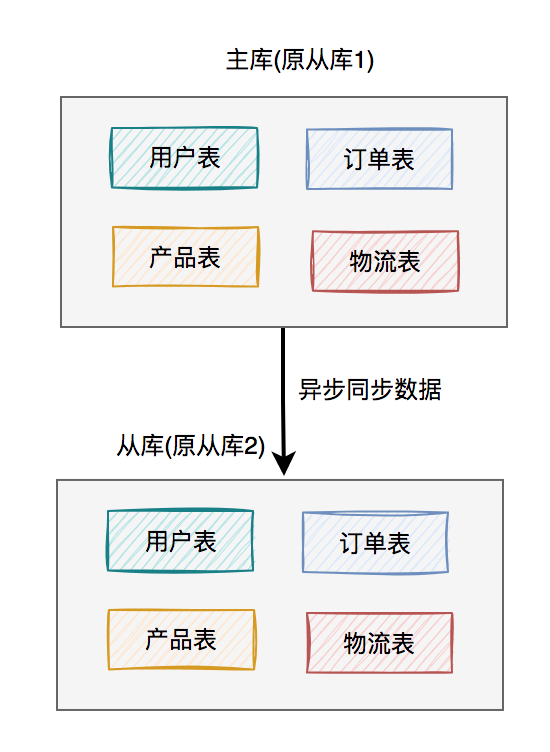 主库(原从库1)
用户表
订单表
产品表
物流表
异步同步数据
从库(原从库2)
用户表
订单表
产品表
物流表